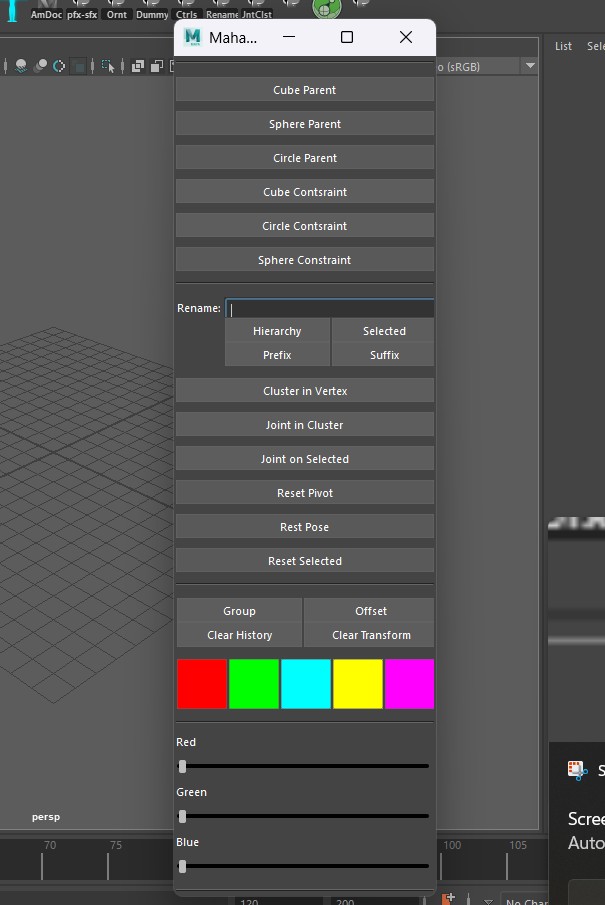 AmDoc pfx-sfx Ornt Dummy Ctrls Rename JntClst
M Maha...
List
(sRGB)
Cube Parent
Sphere Parent
Circle Parent
Cube Contsraint
Circle Contsraint
Sphere Constraint
Rename:
Hierarchy Selected
Prefix Suffix
Cluster in Vertex
Joint in Cluster
Joint on Selected
Reset Pivot
Rest Pose
Reset Selected
Group Offset
Clear History Clear Transform
Red
Green
Blue
persp
70 75 100 105
120 200 No Char
Scree
Auto